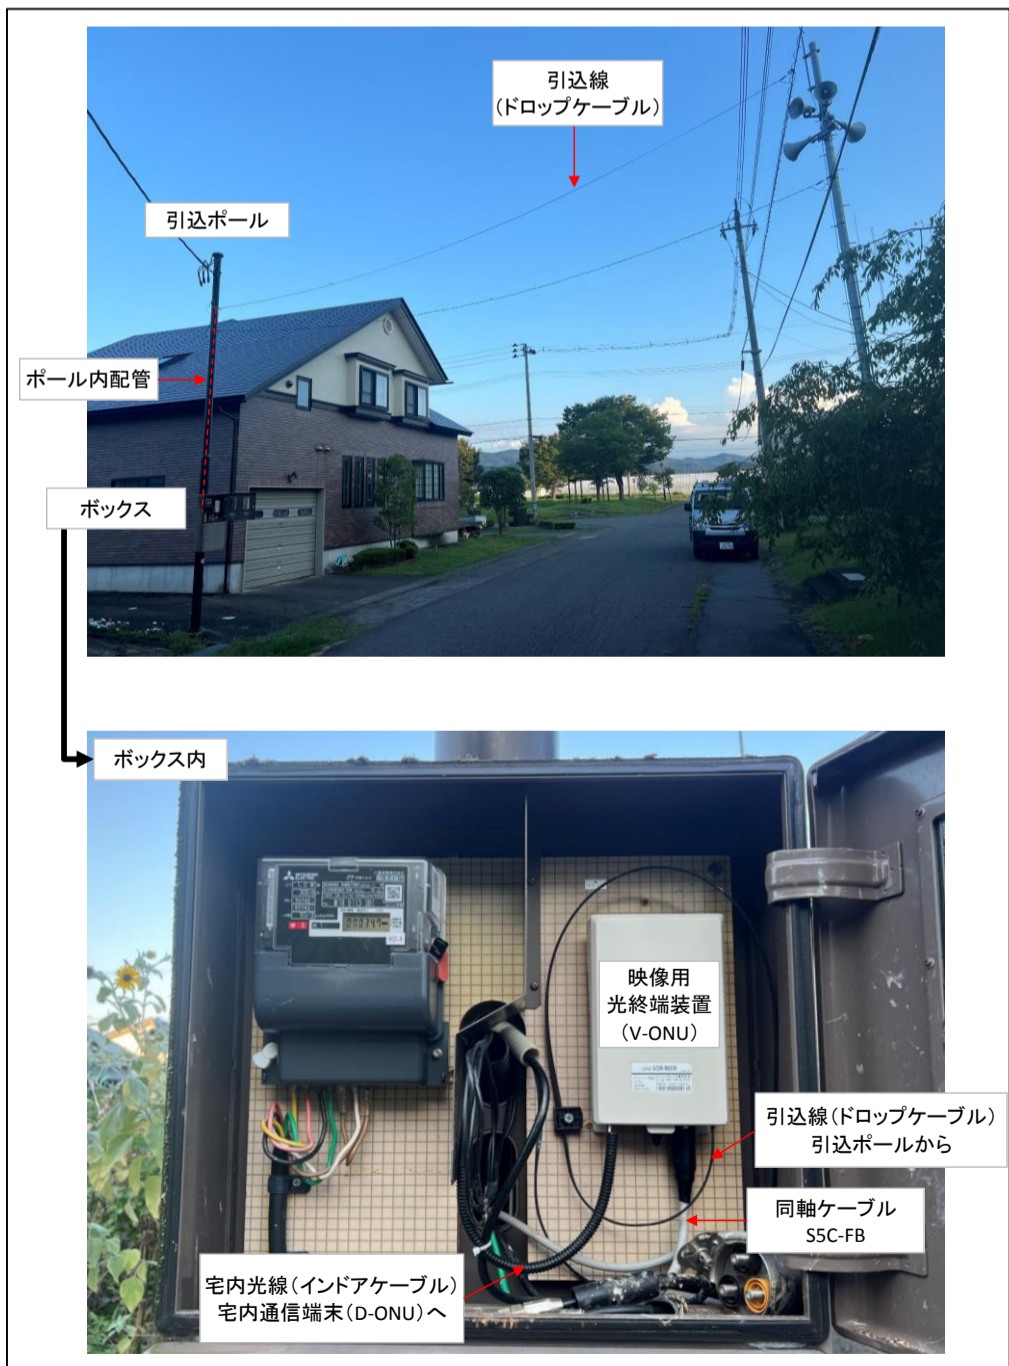 引込線
(ドロップケーブル)
引込ポール
ポール内配管
ボックス
ボックス内
映像用
光終端装置
(V-ONU)
引込線(ドロップケーブル)
引込ポールから
同軸ケーブル
S5C-FB
宅内光線(インドアケーブル)
宅内通信端末(D-ONU)へ